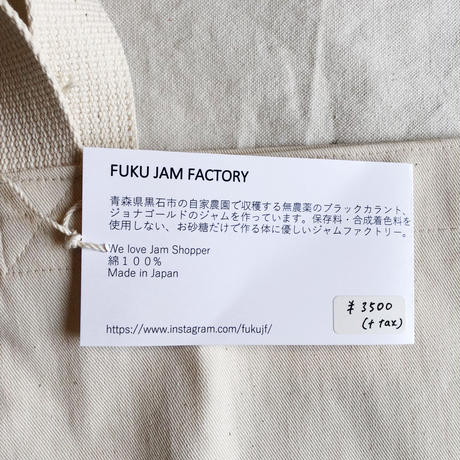 FUKU JAM FACTORY
青森県黒石市の自家農園で収穫する無農薬のブラックカラント、
ジョナゴールドのジャムを作っています。保存料・合成着色料を
使用しない、お砂糖だけで作る体に優しいジャムファクトリー。
We love Jam Shopper
綿１００％
Made in Japan
¥3500
(+ tax)
https://www.instagram.com/fukujf/